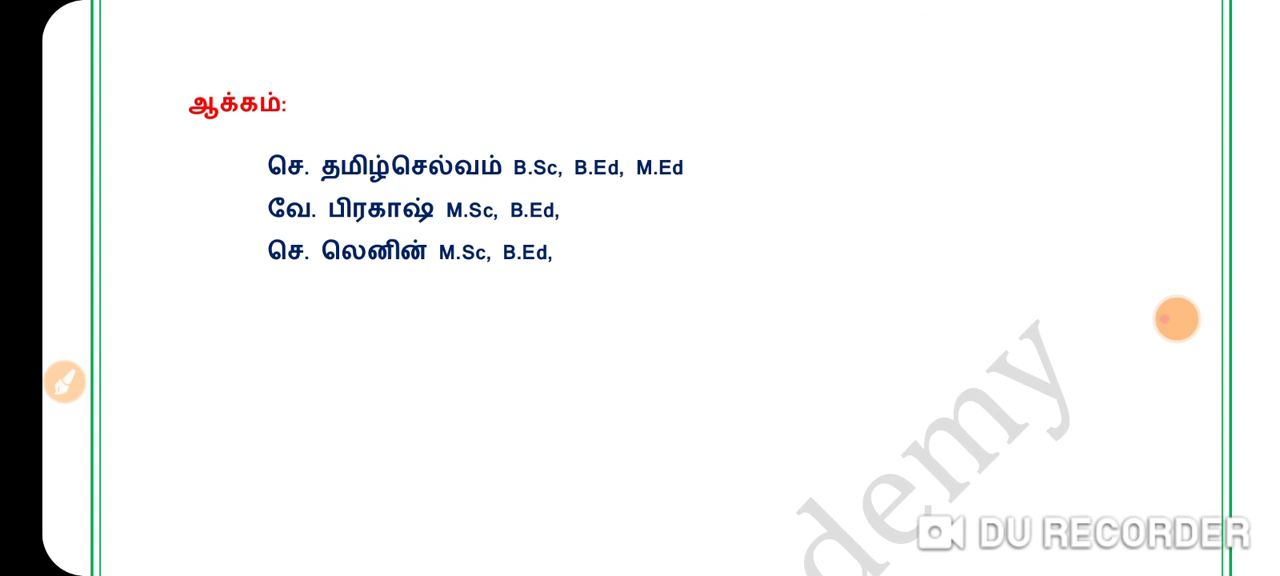 ஆக்கம்:
செ. தமிழ்செல்வம் B.Sc, B.Ed, M.Ed
வே. பிரகாஷ் M.Sc, B.Ed,
செ. லெனின் M.Sc, B.Ed,
demy
DU RECORDER